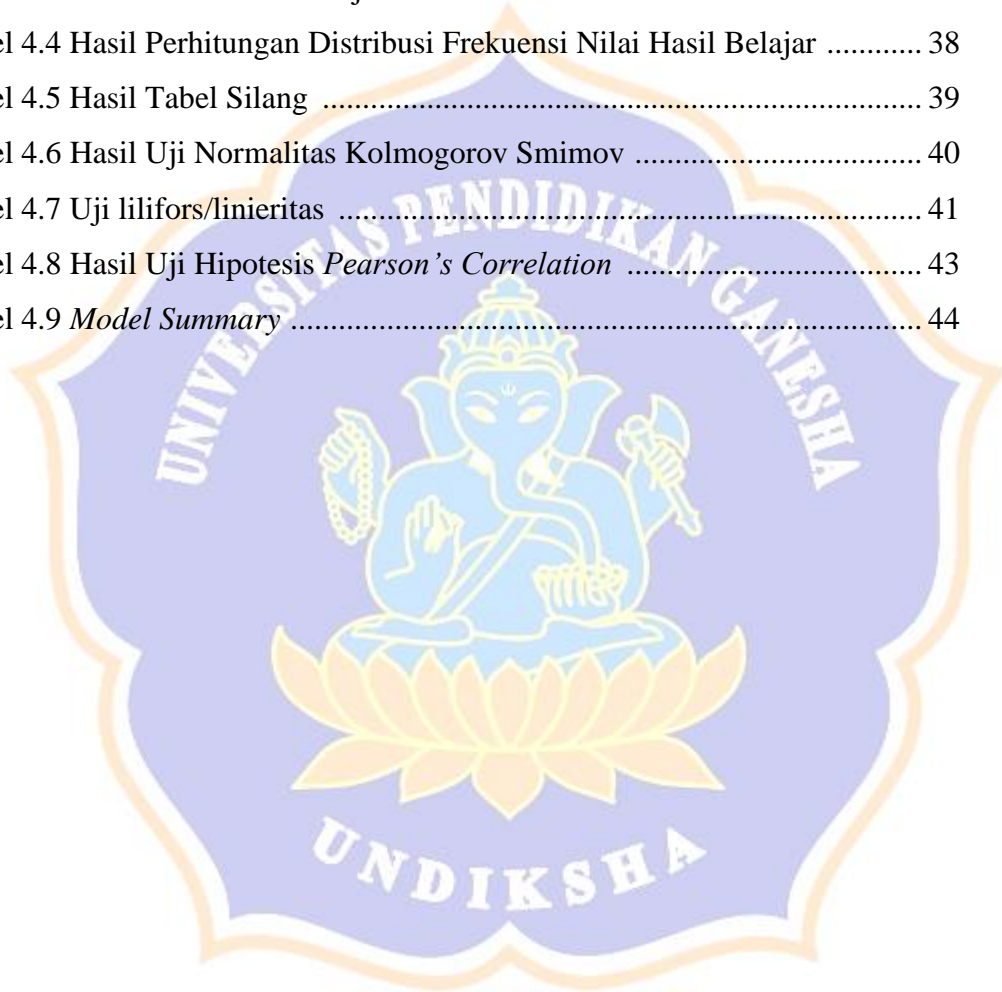 el 4.4 Hasil Perhitungan Distribusi Frekuensi Nilai Hasil Belajar ............ 38
el 4.5 Hasil Tabel Silang ................................................................ 39
el 4.6 Hasil Uji Normalitas Kolmogorov Smimov ............................... 40
el 4.7 Uji lilifors/linieritas .............................................................. 41
el 4.8 Hasil Uji Hipotesis Pearson’s Correlation ................................ 43
el 4.9 Model Summary ................................................................... 44
UNIVERSITAS PENDIDIKAN GANESHA
UNDIKSHA